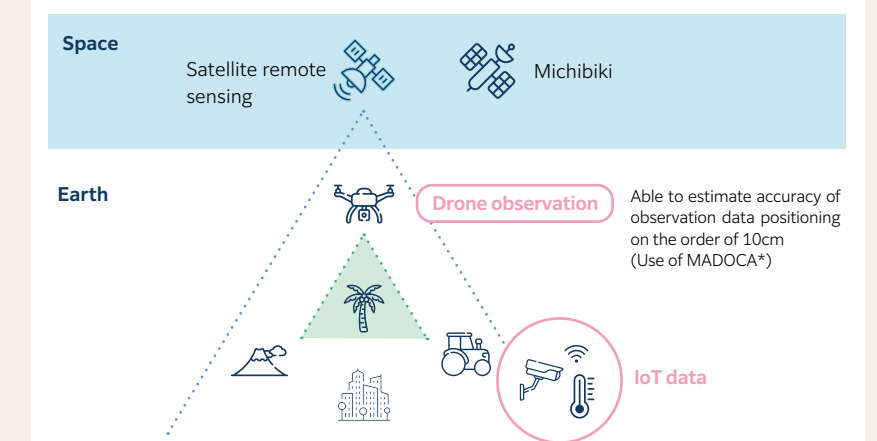 Space
Satellite remote
sensing
Michibiki
Earth
Drone observation
Able to estimate accuracy of
observation data positioning
on the order of 10cm
(Use of MADOCA*)
IoT data